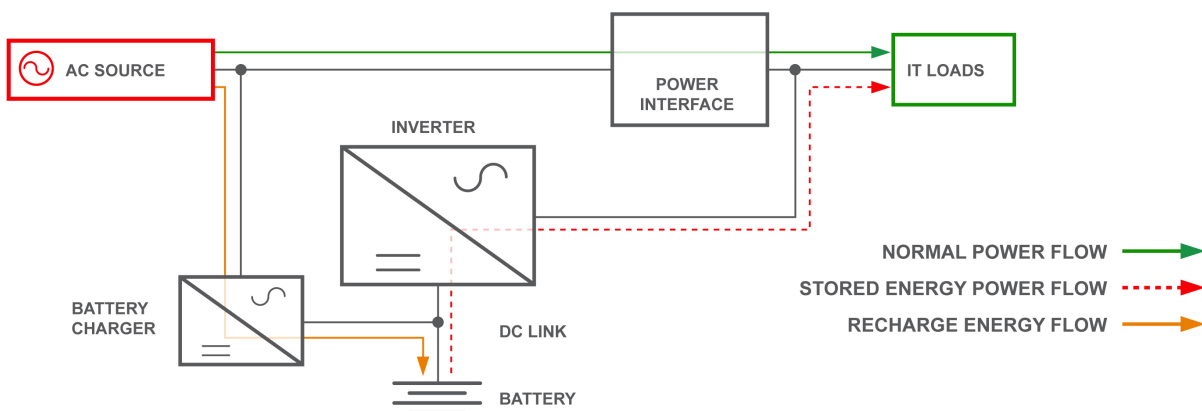 AC SOURCE
POWER
INTERFACE
IT LOADS
INVERTER
NORMAL POWER FLOW
STORED ENERGY POWER FLOW
RECHARGE ENERGY FLOW
BATTERY
CHARGER
DC LINK
BATTERY